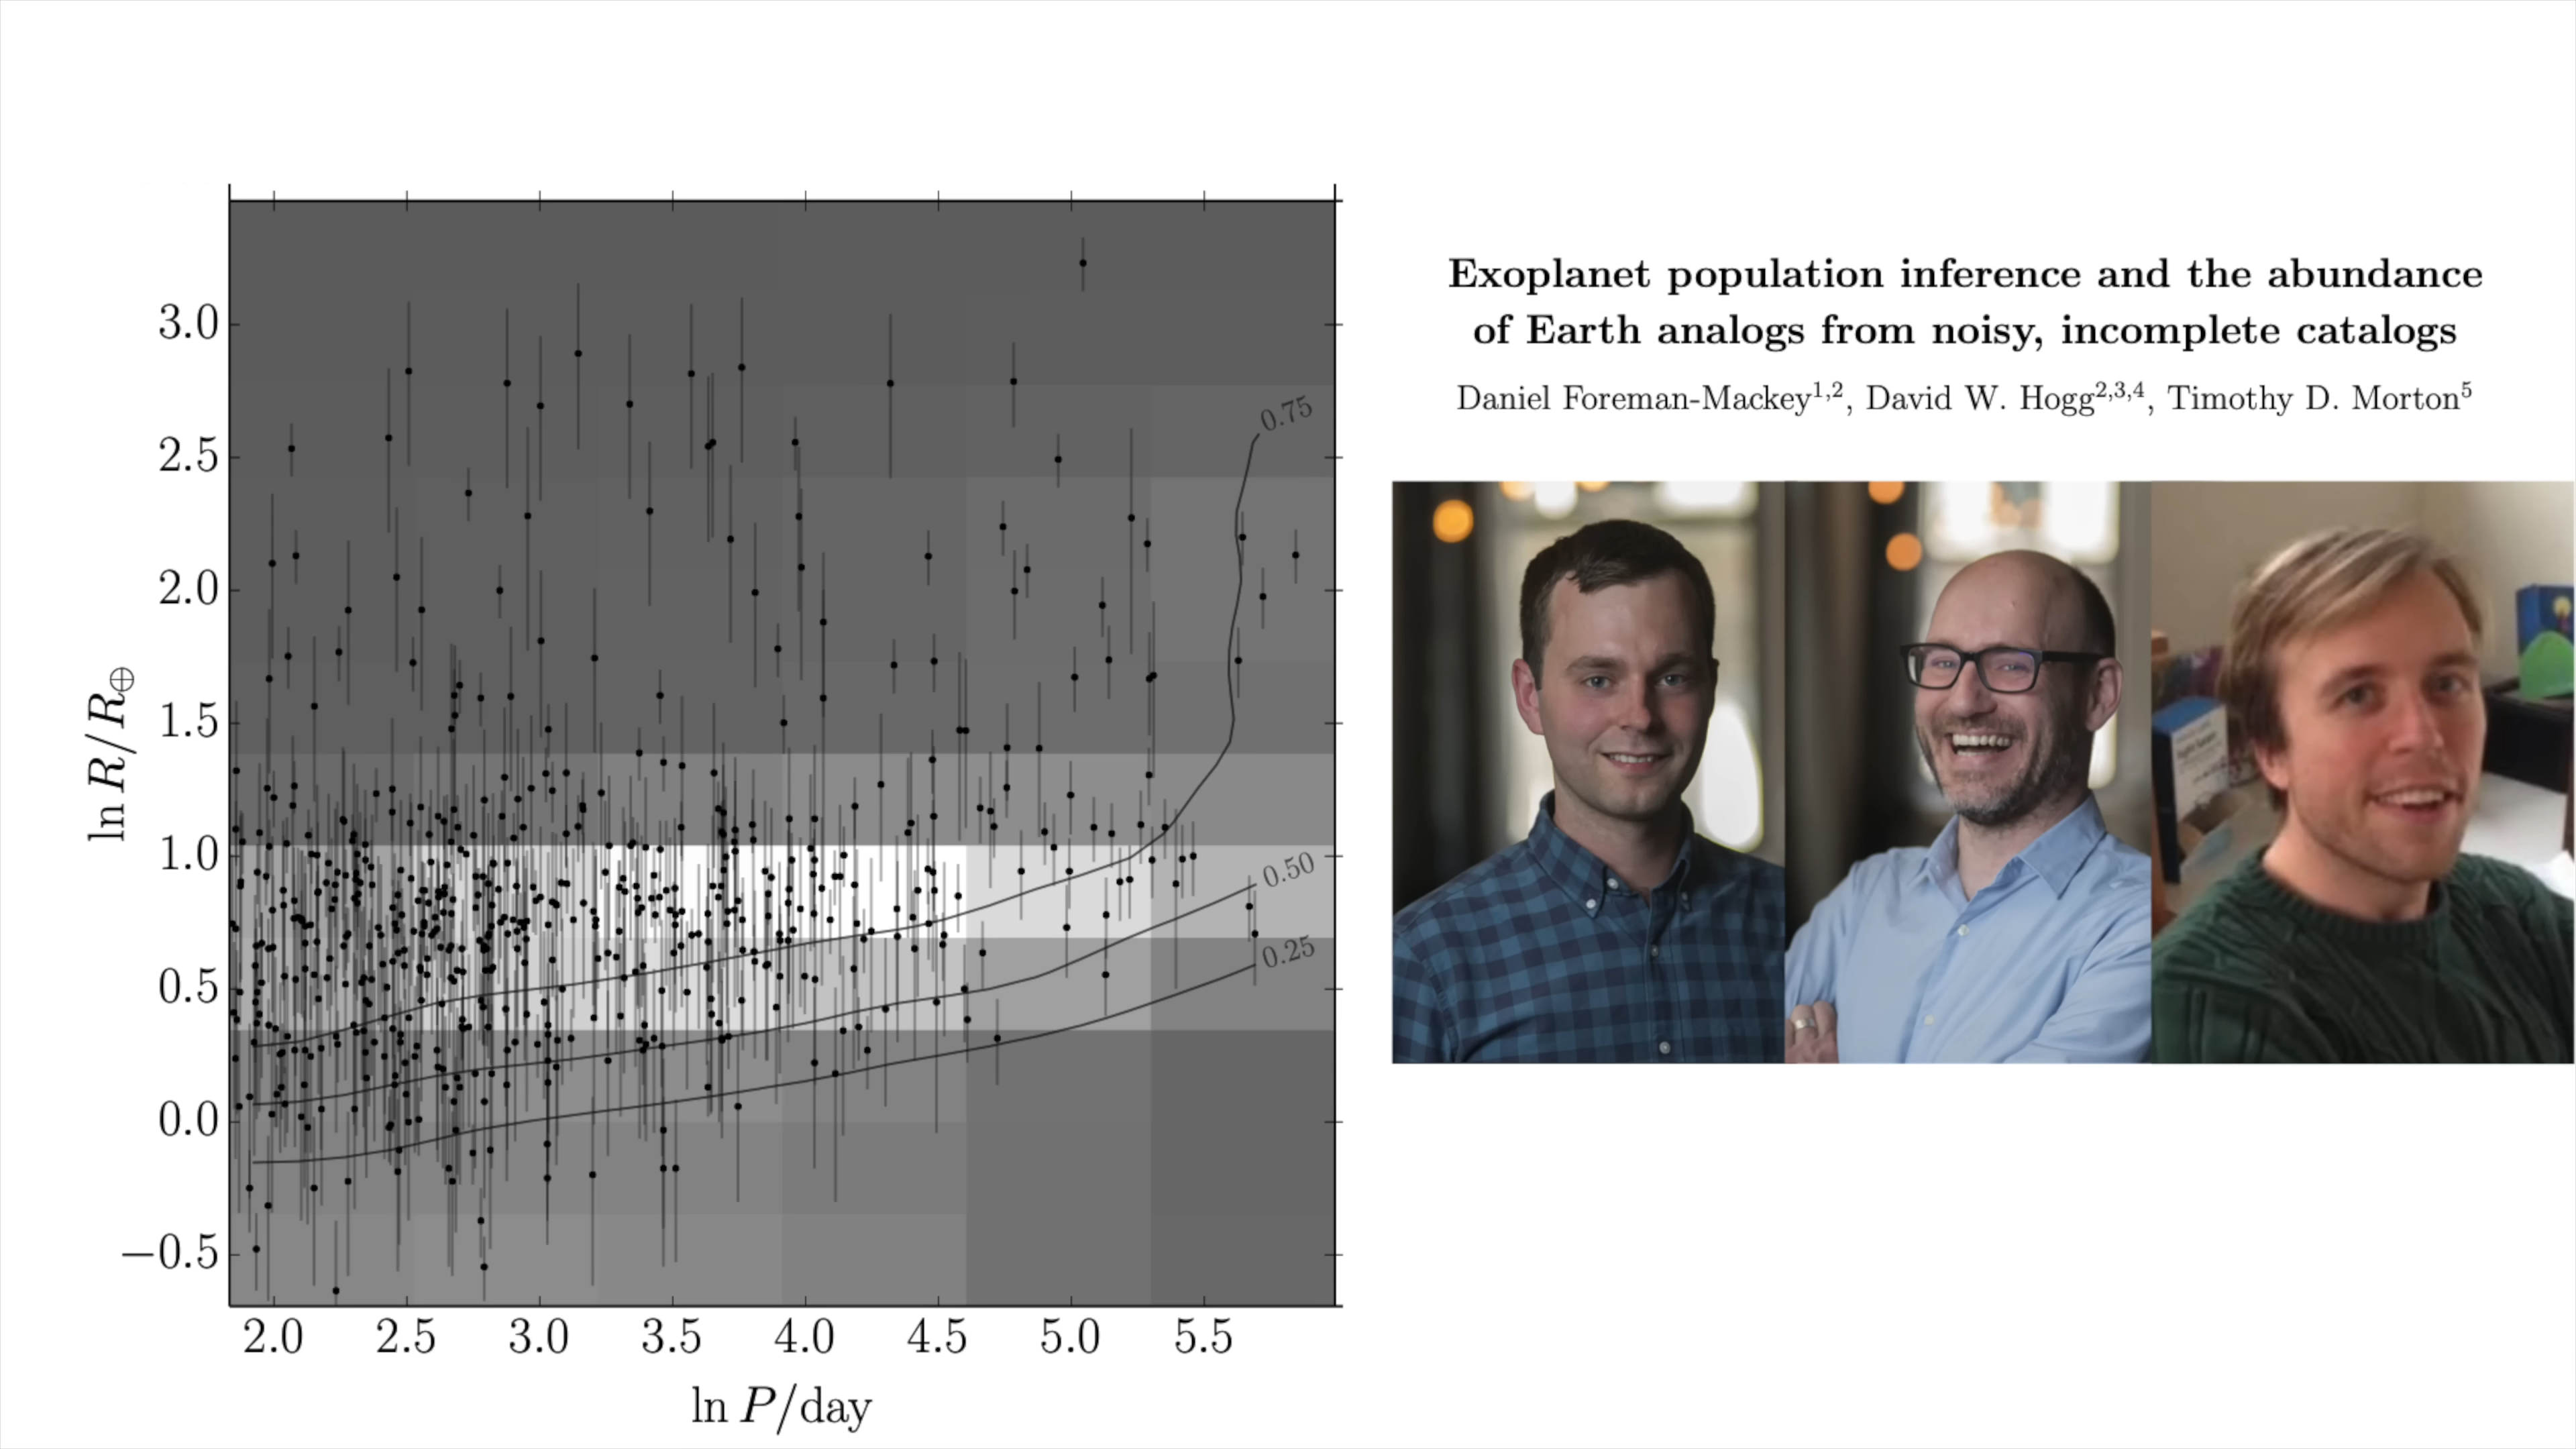 Exoplanet population inference and the abundance
of Earth analogs from noisy, incomplete catalogs
Daniel Foreman-Mackey1,2, David W. Hogg2,3,4, Timothy D. Morton5
3.0
2.5
2.0
1.5
1.0
0.5
0.0
−0.5
ln R/R⊕
0.75
0.50
0.25
2.0 2.5 3.0 3.5 4.0 4.5 5.0 5.5
ln P/day